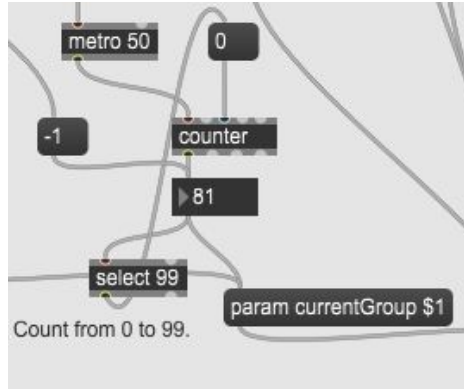 metro 50
0
-1
counter
81
select 99
param currentGroup $1
Count from 0 to 99.